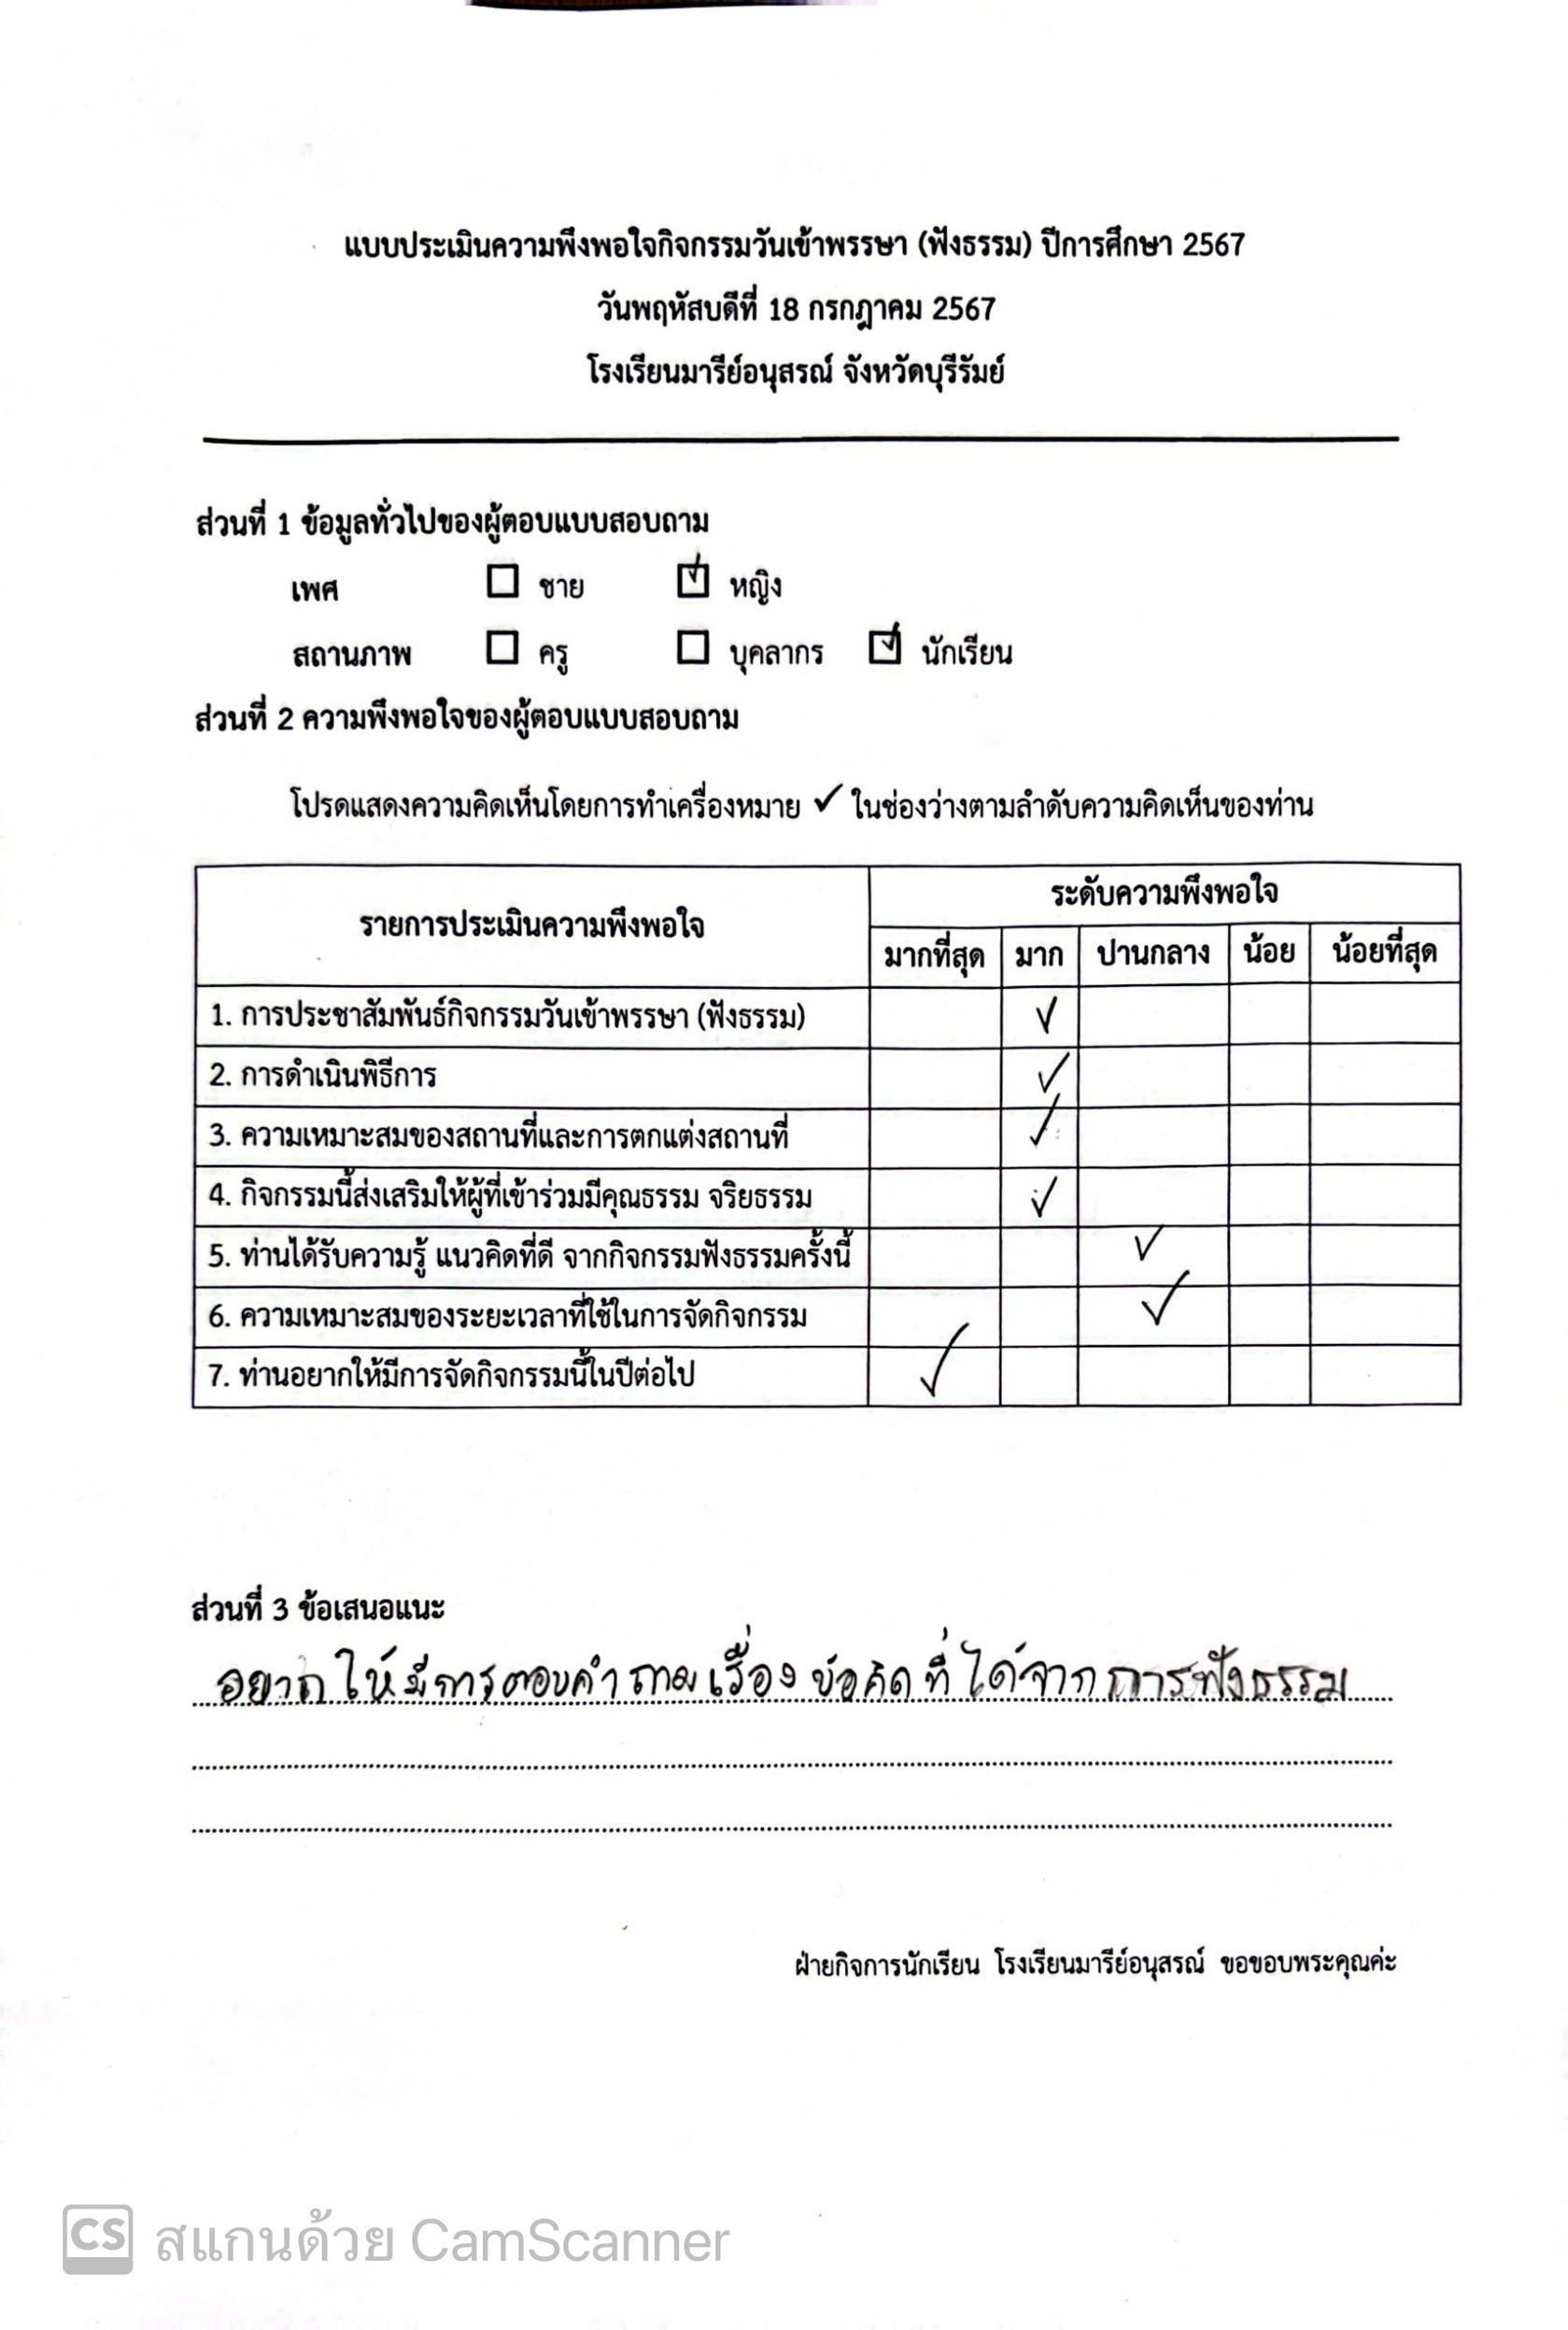 แบบประเมินความพึงพอใจกิจกรรมวันเข้าพรรษา (ฟังธรรม) ปีการศึกษา 2567
วันพฤหัสบดีที่ 18 กรกฎาคม 2567
โรงเรียนมารีย์อนุสรณ์ จังหวัดบุรีรัมย์
ส่วนที่ 1 ข้อมูลทั่วไปของผู้ตอบแบบสอบถาม
เพศ ☐ ชาย ☑ หญิง
สถานภาพ ☐ ครู ☐ บุคลากร ☑ นักเรียน
ส่วนที่ 2 ความพึงพอใจของผู้ตอบแบบสอบถาม
โปรดแสดงความคิดเห็นโดยการทำเครื่องหมาย ✓ ในช่องว่างตามลำดับความคิดเห็นของท่าน
รายการประเมินความพึงพอใจ ระดับความพึงพอใจ
มากที่สุด มาก ปานกลาง น้อย น้อยที่สุด
1. การประชาสัมพันธ์กิจกรรมวันเข้าพรรษา (ฟังธรรม) ✓
2. การดำเนินพิธีการ ✓
3. ความเหมาะสมของสถานที่และการตกแต่งสถานที่ ✓
4. กิจกรรมนี้ส่งเสริมให้ผู้ที่เข้าร่วมมีคุณธรรม จริยธรรม ✓
5. ท่านได้รับความรู้ แนวคิดที่ดี จากกิจกรรมฟังธรรมครั้งนี้ ✓
6. ความเหมาะสมของระยะเวลาที่ใช้ในการจัดกิจกรรม ✓
7. ท่านอยากให้มีการจัดกิจกรรมนี้ในปีต่อไป ✓
ส่วนที่ 3 ข้อเสนอแนะ
อยากให้มีการตอบคำถามเรื่องข้อคิดที่ได้จากการฟังธรรม
ฝ่ายกิจการนักเรียน โรงเรียนมารีย์อนุสรณ์ ขอขอบพระคุณค่ะ
CS สแกนด้วย CamScanner